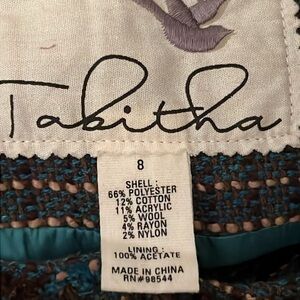 Tabitha
8
SHELL:
66% POLYESTER
12% COTTON
11% ACRYLIC
5% WOOL
4% RAYON
2% NYLON
LINING:
100% ACETATE
MADE IN CHINA
RN#98544